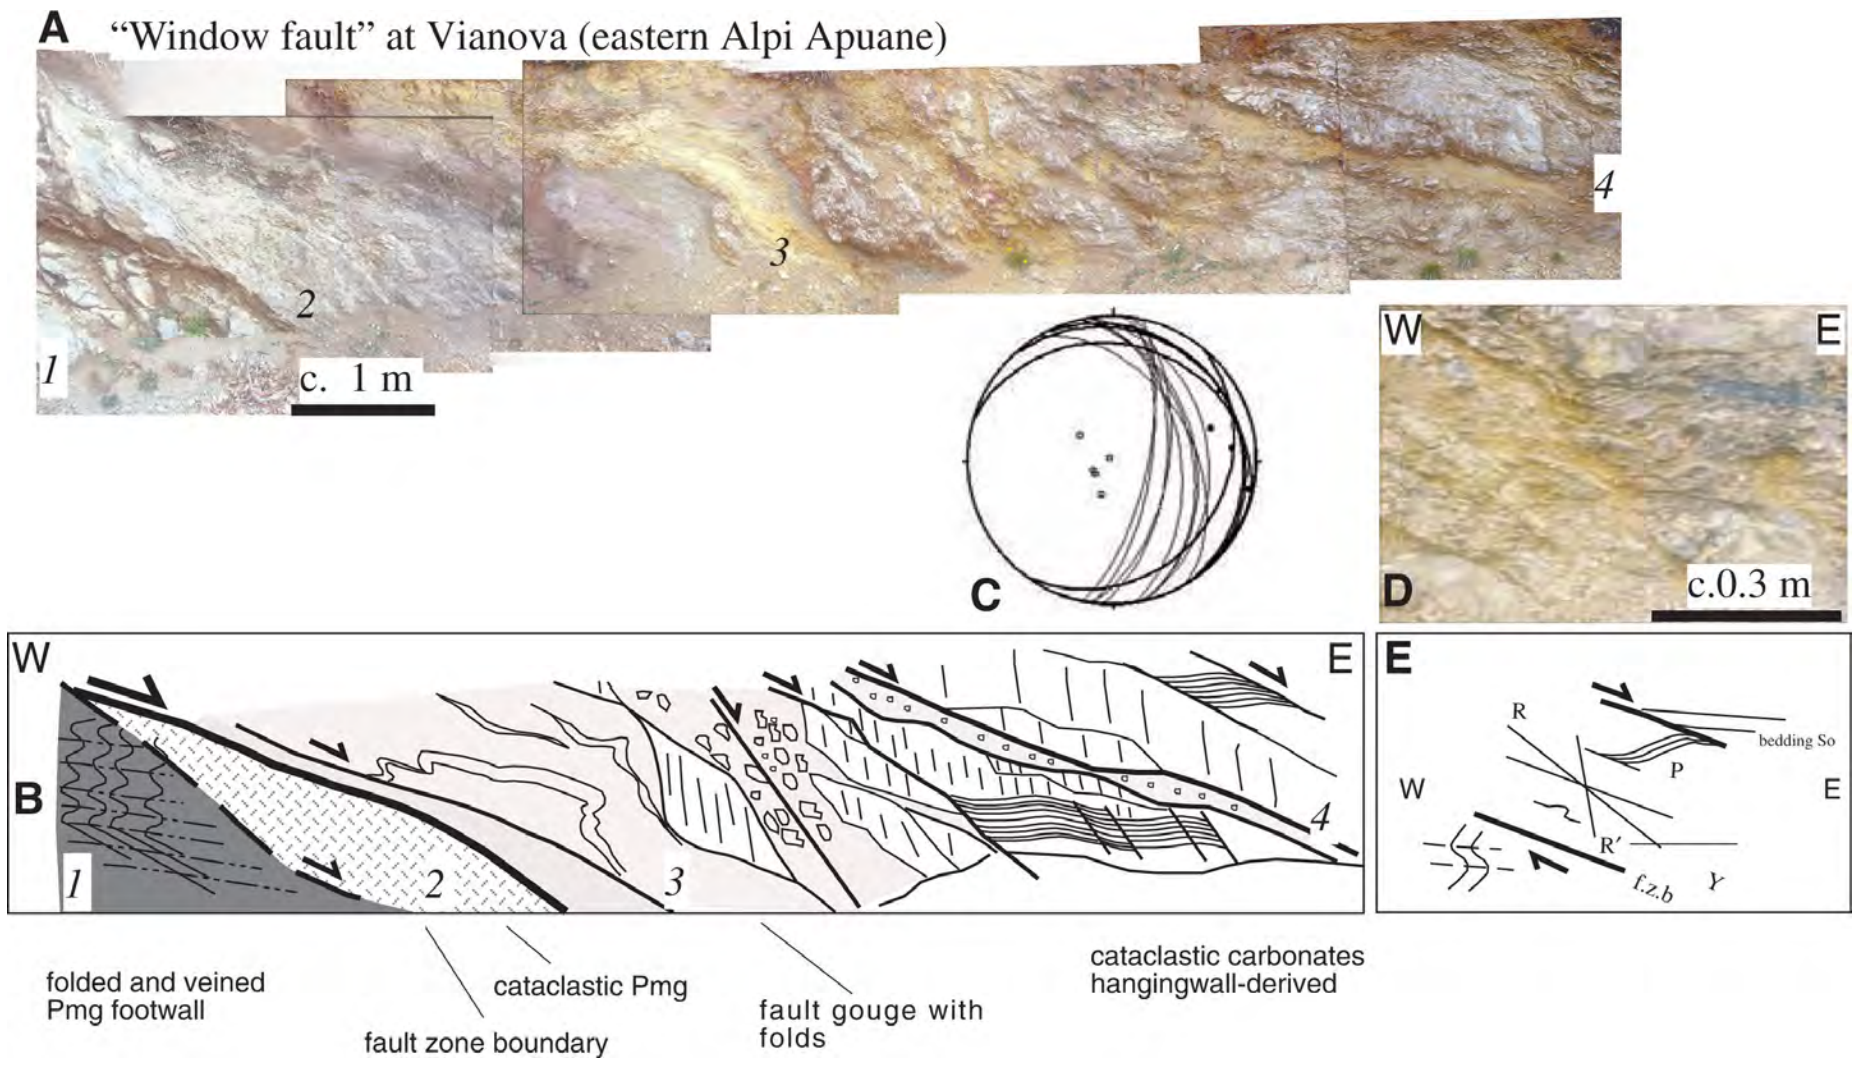 A "Window fault" at Vianova (eastern Alpi Apuane)
1
2
3
4
c. 1 m
C
W
E
D
c.0.3 m
W
E
B
1
2
3
4
E
R
bedding So
P
W
E
R′
f.z.b
Y
folded and veined
Pmg footwall
fault zone boundary
cataclastic Pmg
fault gouge with
folds
cataclastic carbonates
hangingwall-derived